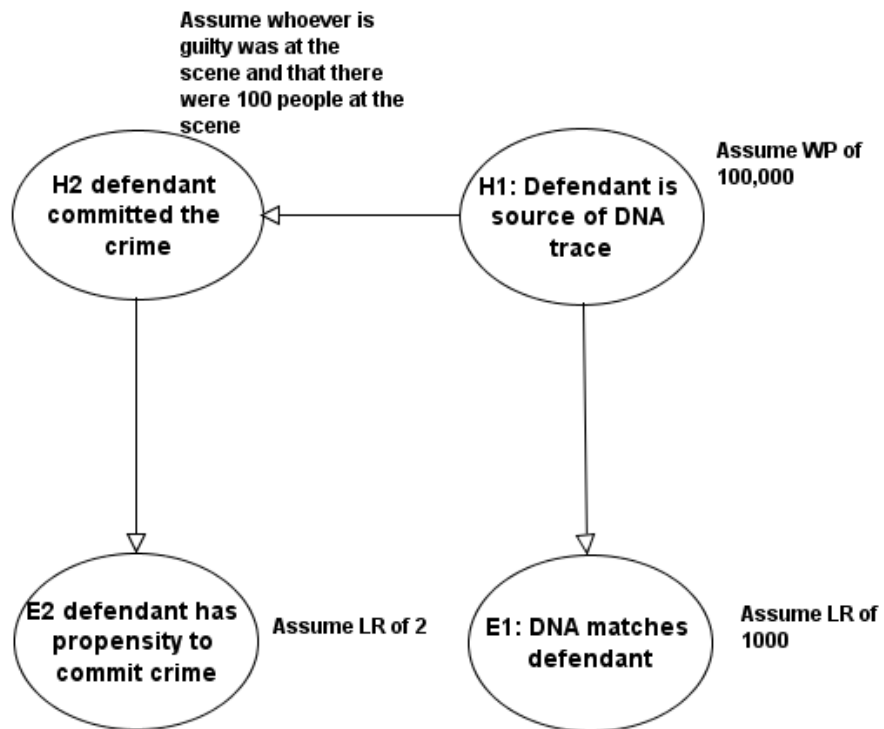 Assume whoever is
guilty was at the
scene and that there
were 100 people at the
scene
H2 defendant
committed the
crime
H1: Defendant is
source of DNA
trace
Assume WP of
100,000
E2 defendant has
propensity to
commit crime
Assume LR of 2
E1: DNA matches
defendant
Assume LR of
1000